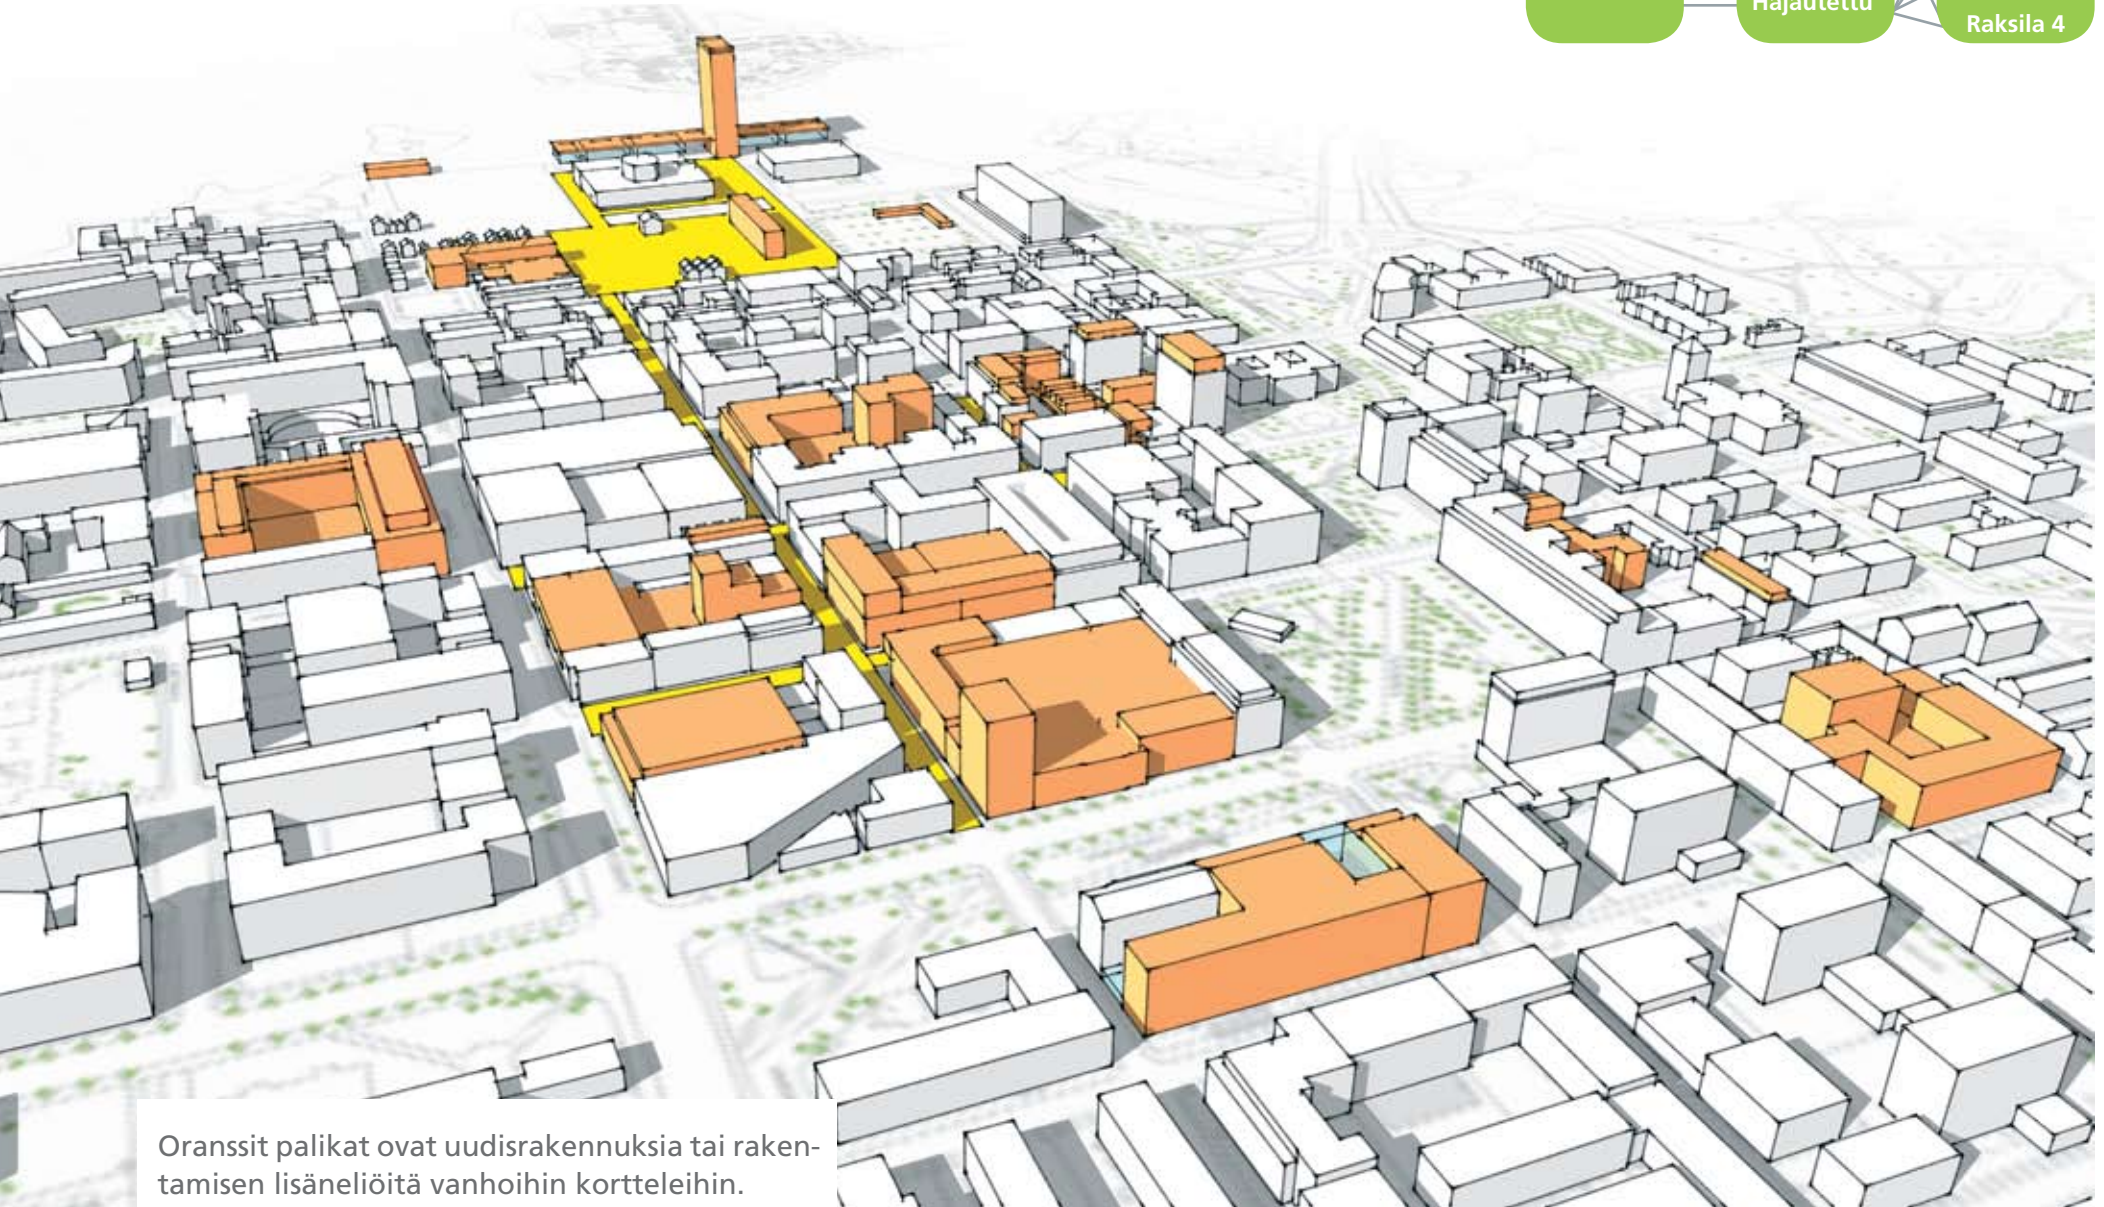 Hajautettu
Raksila 4
Oranssit palikat ovat uudisrakennuksia tai raken-
tamisen lisäneliöitä vanhoihin kortteleihin.